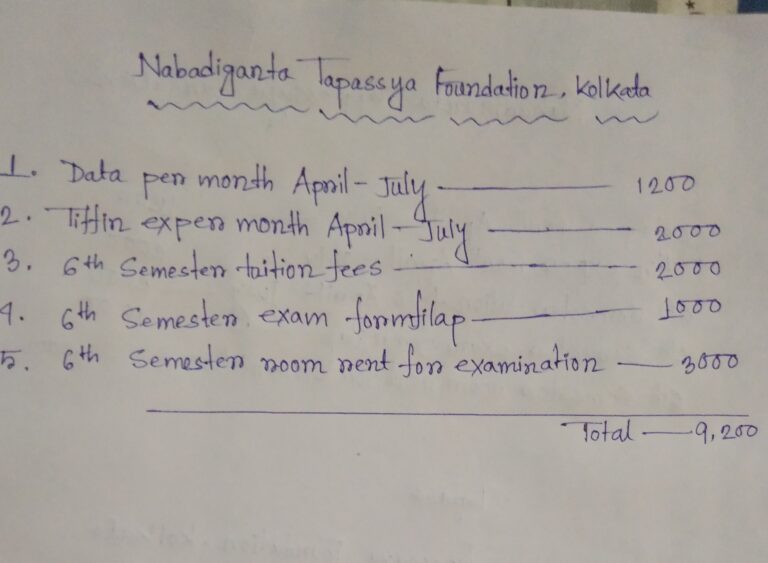 Nabadiganta Tapassya Foundation, Kolkata
1. Data per month April - July — 1200
2. Tiffin exper month April - July — 2000
3. 6th Semester tuition fees — 2000
4. 6th Semester exam formfilap — 1000
5. 6th Semester room rent for examination — 3000
Total — 9,200